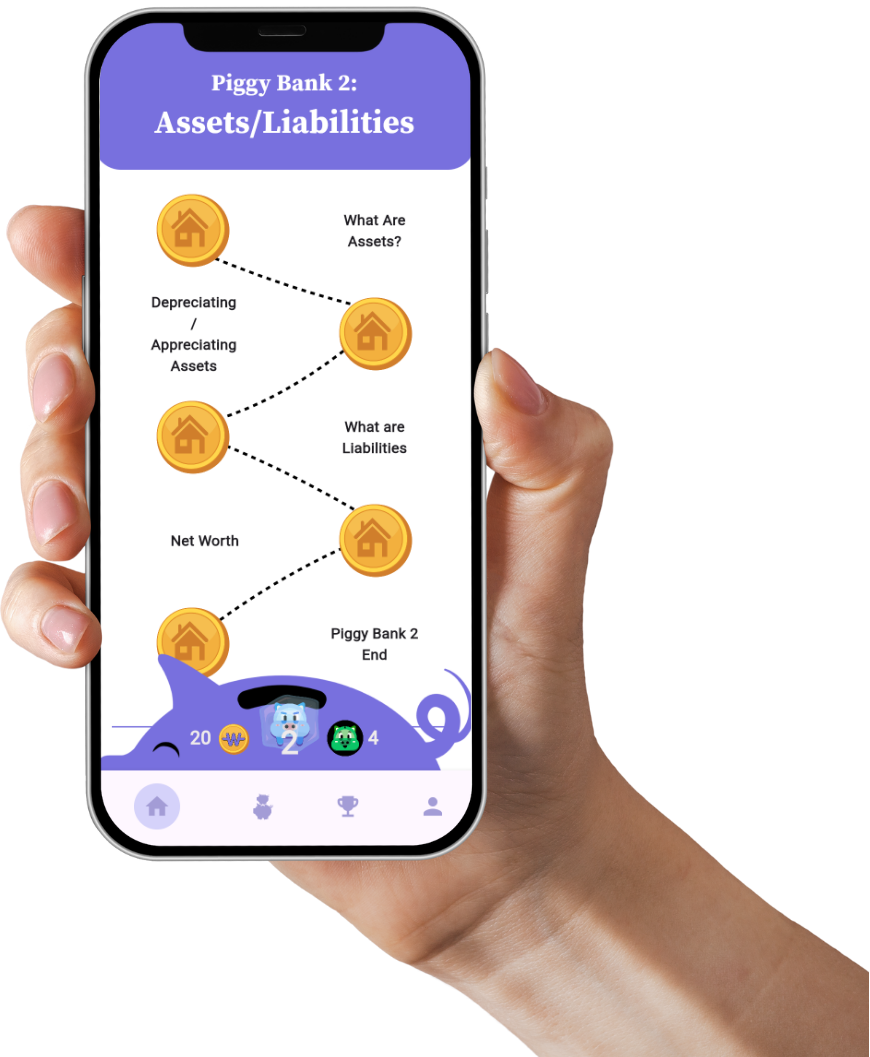 Piggy Bank 2:
Assets/Liabilities
What Are
Assets?
Depreciating
/
Appreciating
Assets
What are
Liabilities
Net Worth
Piggy Bank 2
End
20
2
4